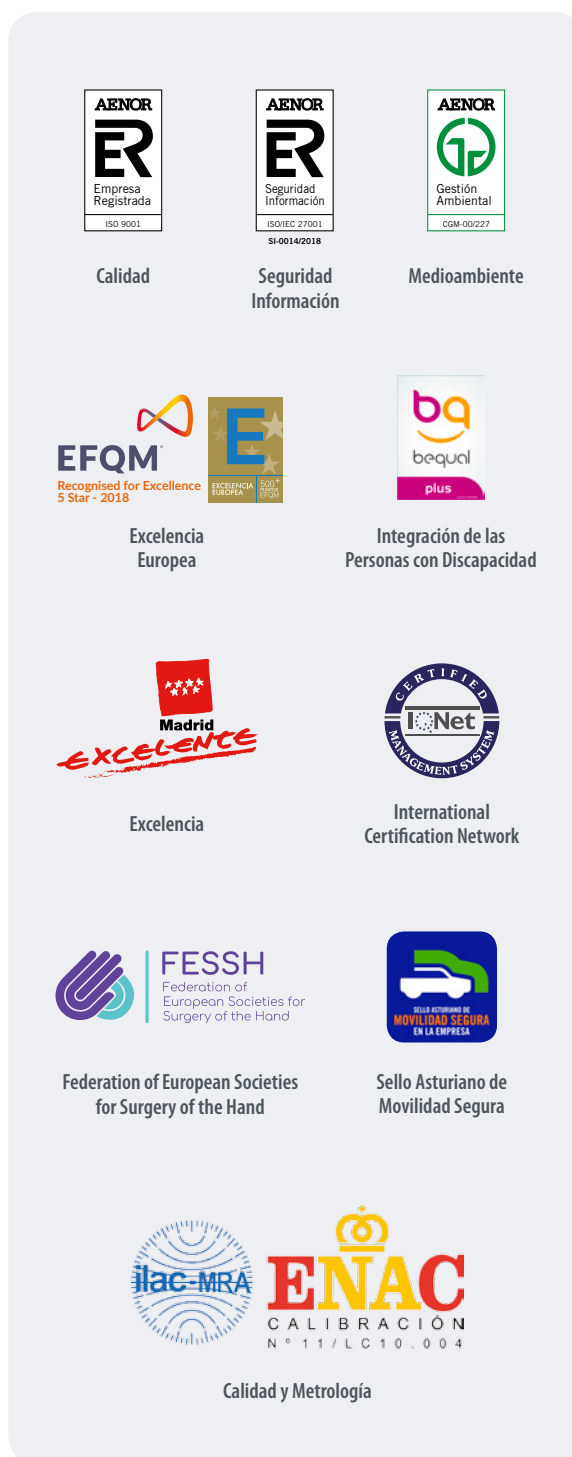 AENOR
Empresa
Registrada
ISO 9001
Calidad
AENOR
Seguridad
Información
ISO/IEC 27001
SI-0014/2018
Seguridad
Información
AENOR
Gestión
Ambiental
CGM-00/227
Medioambiente
EFQM
Recognised for Excellence
5 Star - 2018
E
EXCELENCIA
EUROPEA
500+
PUNTOS
EFQM
Excelencia
Europea
bq
bequal
plus
Integración de las
Personas con Discapacidad
Madrid
EXCELENTE
Excelencia
CERTIFIED
IQNet
MANAGEMENT SYSTEM
International
Certification Network
FESSH
Federation of
European Societies for
Surgery of the Hand
Federation of European Societies
for Surgery of the Hand
SELLO ASTURIANO DE
MOVILIDAD SEGURA
EN LA EMPRESA
Sello Asturiano de
Movilidad Segura
ilac-MRA
ENAC
CALIBRACIÓN
Nº 11/LC10.004
Calidad y Metrología